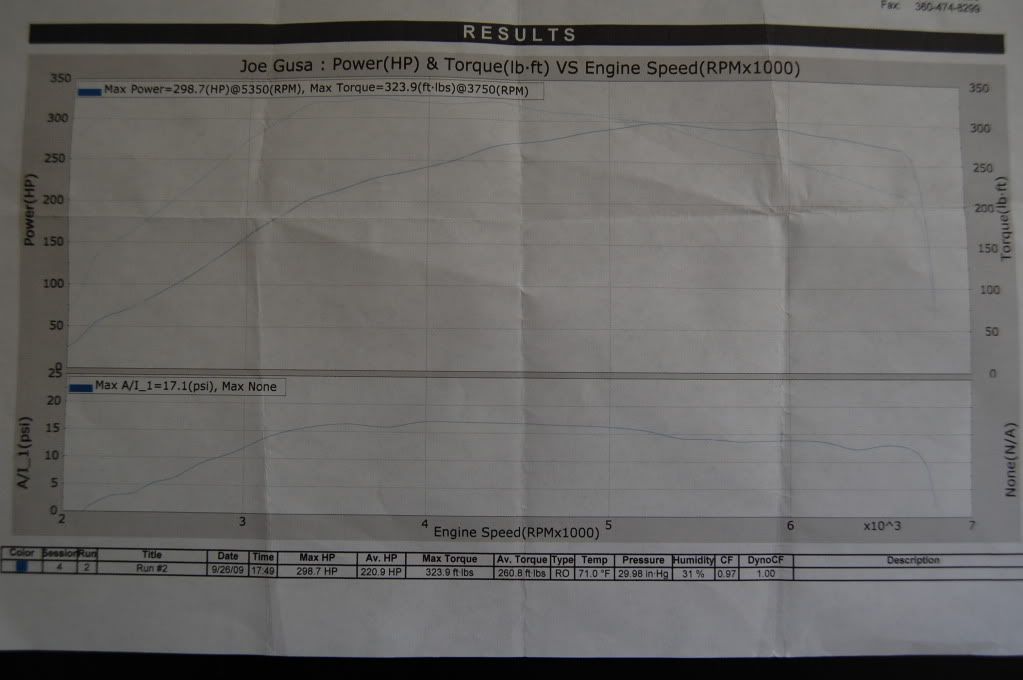 Fax: 360-474-8299
RESULTS
Joe Gusa : Power(HP) & Torque(lb·ft) VS Engine Speed(RPMx1000)
Max Power=298.7(HP)@5350(RPM), Max Torque=323.9(ft·lbs)@3750(RPM)
350
300
250
200
150
100
50
0
Power(HP)
350
300
250
200
150
100
50
0
Torque(lb·ft)
Max A/I_1=17.1(psi), Max None
25
20
15
10
5
0
A/I_1(psi)
None(N/A)
2 3 4 5 6 x10^3 7
Engine Speed(RPMx1000)
Color Session Run Title Date Time Max HP Av. HP Max Torque Av. Torque Type Temp Pressure Humidity CF DynoCF Description
4 2 Run #2 9/26/09 17:49 298.7 HP 220.9 HP 323.9 ft·lbs 260.8 ft·lbs RO 71.0 °F 29.98 in·Hg 31 % 0.97 1.00